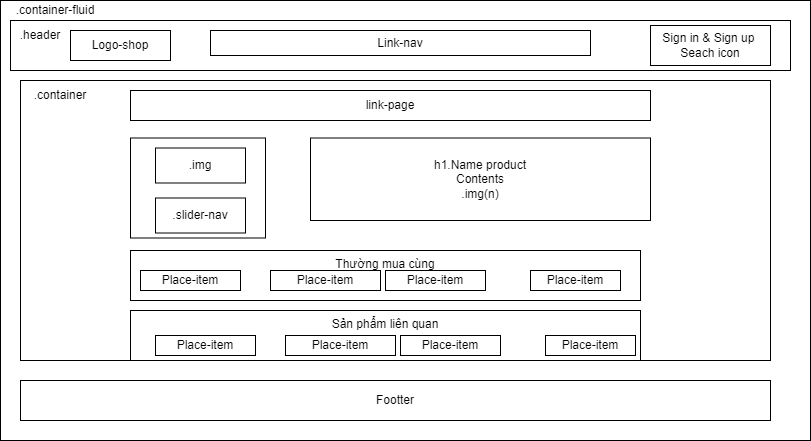 .container-fluid
.header
Logo-shop
Link-nav
Sign in & Sign up
Seach icon
.container
link-page
.img
.slider-nav
h1.Name product
Contents
.img(n)
Thường mua cùng
Place-item
Place-item
Place-item
Place-item
Sản phẩm liên quan
Place-item
Place-item
Place-item
Place-item
Footter